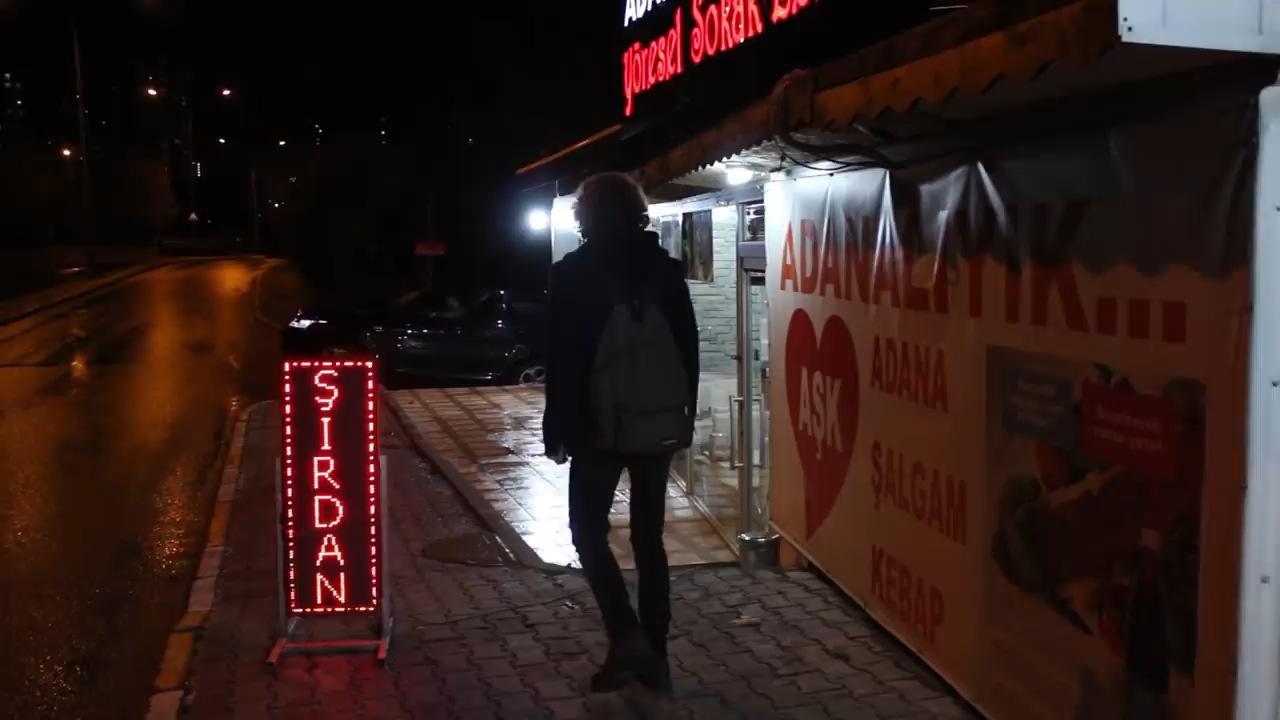 Yöresel Sokak
ŞIRDAN
ADANALIYIK...
AŞK
ADANA
ŞALGAM
KEBAP